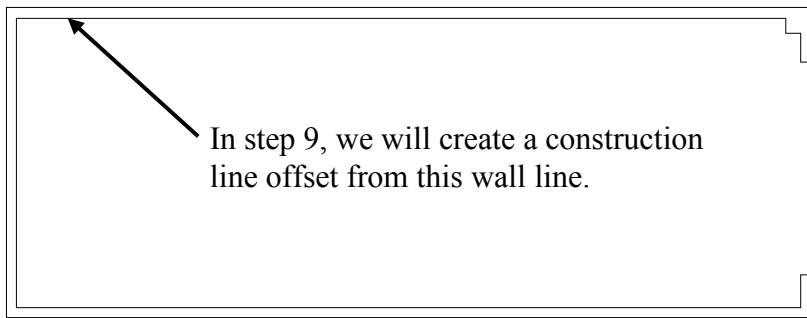 In step 9, we will create a construction
line offset from this wall line.